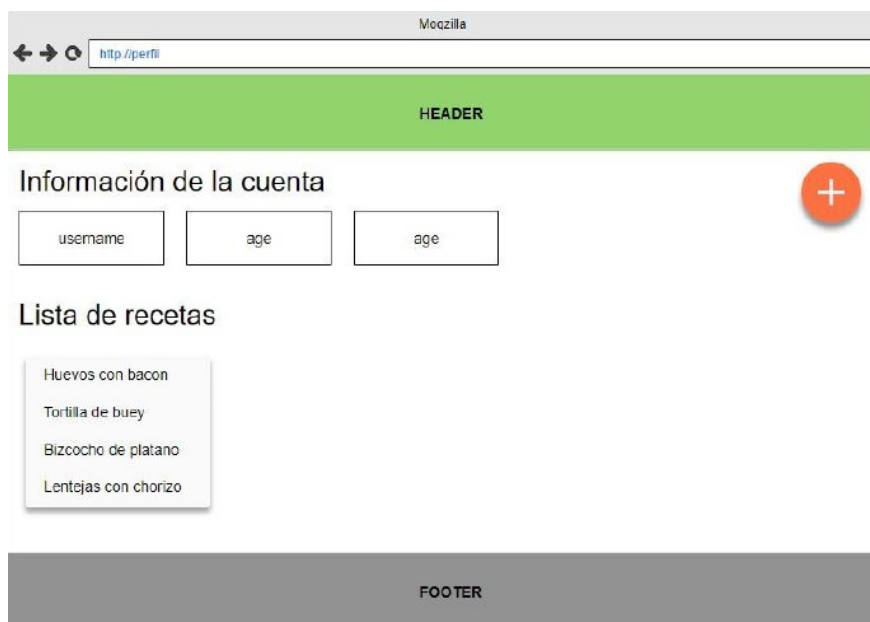 Moqzilla
http://perfil
HEADER
Información de la cuenta
+
username
age
age
Lista de recetas
Huevos con bacon
Tortilla de buey
Bizcocho de platano
Lentejas con chorizo
FOOTER